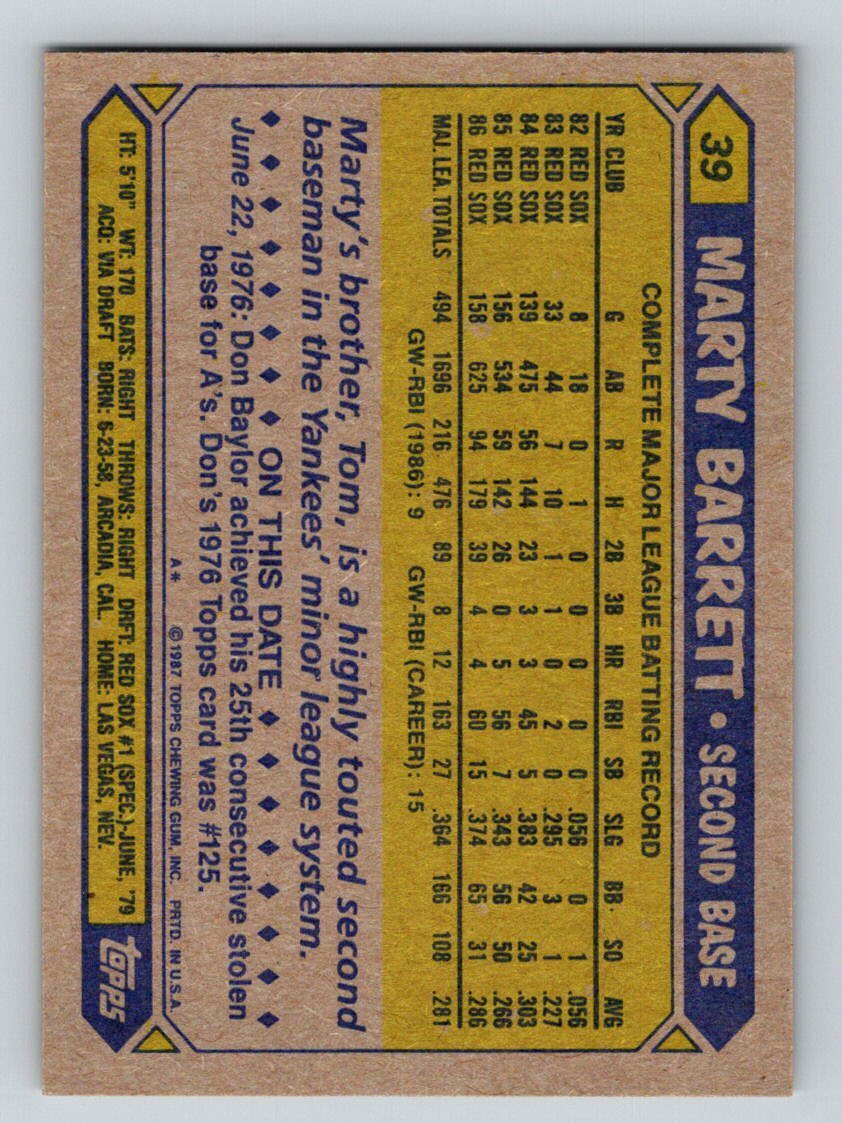 39 MARTY BARRETT • SECOND BASE
COMPLETE MAJOR LEAGUE BATTING RECORD
YR CLUB G AB R H 2B 3B HR RBI SB SLG BB SO AVG
82 RED SOX 8 18 0 1 0 0 0 0 0 .056 0 1 .056
83 RED SOX 33 44 7 10 1 1 0 2 0 .295 3 1 .227
84 RED SOX 139 475 56 144 23 3 3 45 5 .383 42 25 .303
85 RED SOX 156 534 59 142 26 0 5 56 7 .343 56 50 .266
86 RED SOX 158 625 94 179 39 4 4 60 15 .374 65 31 .286
MAJ. LEA. TOTALS 494 1696 216 476 89 8 12 163 27 .364 166 108 .281
GW-RBI (1986): 9 GW-RBI (CAREER): 15
Marty's brother, Tom, is a highly touted second
baseman in the Yankees' minor league system.
♦ ♦ ♦ ♦ ♦ ♦ ♦ ON THIS DATE ♦ ♦ ♦ ♦ ♦ ♦ ♦ ♦
June 22, 1976: Don Baylor achieved his 25th consecutive stolen
base for A's. Don's 1976 Topps card was #125.
A* © 1987 TOPPS CHEWING GUM, INC. PRTD. IN U.S.A.
HT: 5'10" WT: 170 BATS: RIGHT THROWS: RIGHT DRFT: RED SOX #1 (SPEC.)-JUNE, '79
ACQ: VIA DRAFT BORN: 6-23-58, ARCADIA, CAL. HOME: LAS VEGAS, NEV.
TOPPS